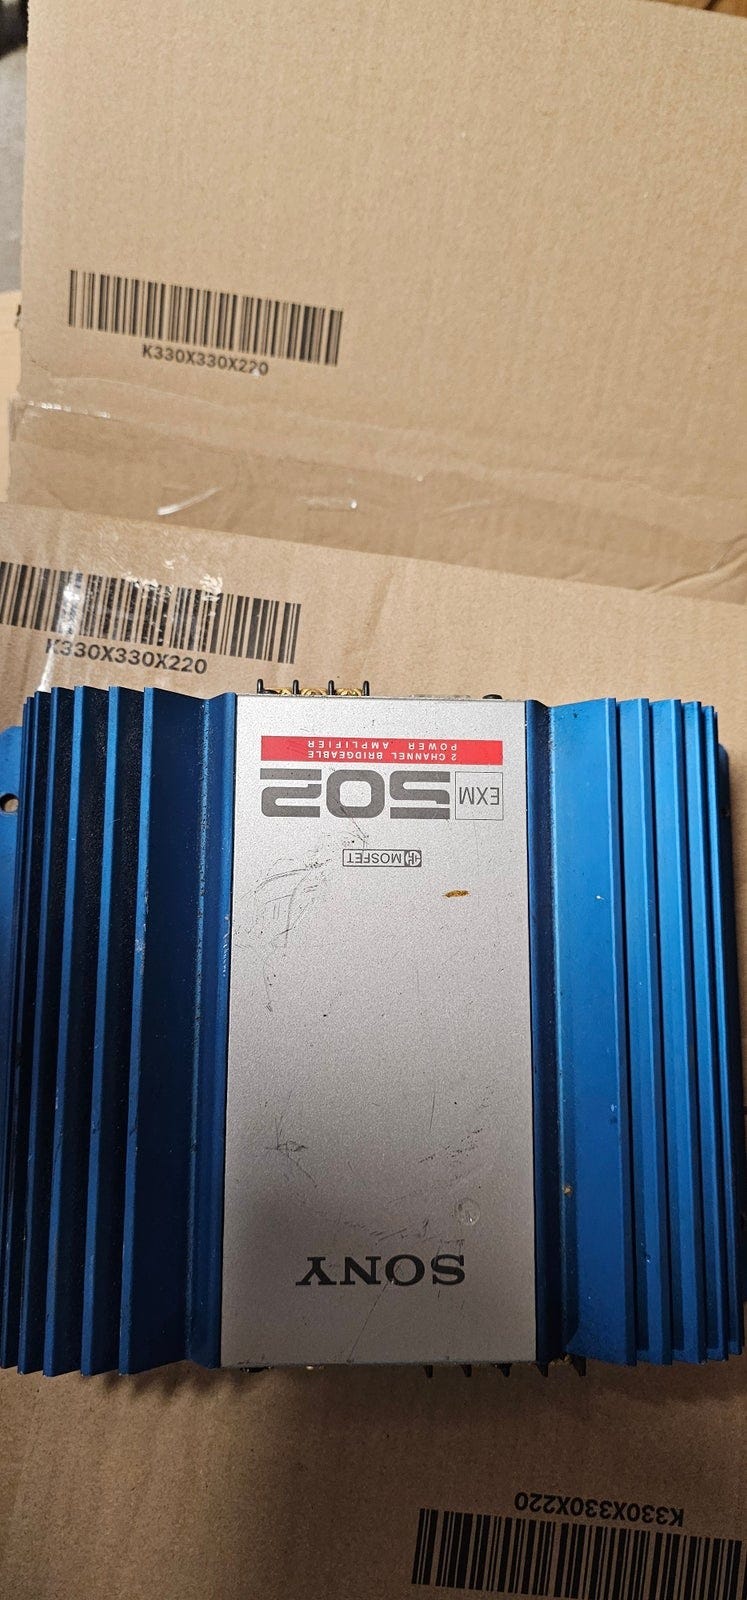 K330X330X220
K330X330X220
2 CHANNEL BRIDGEABLE
POWER AMPLIFIER
EXM 502
MOSFET
SONY
K330X330X220